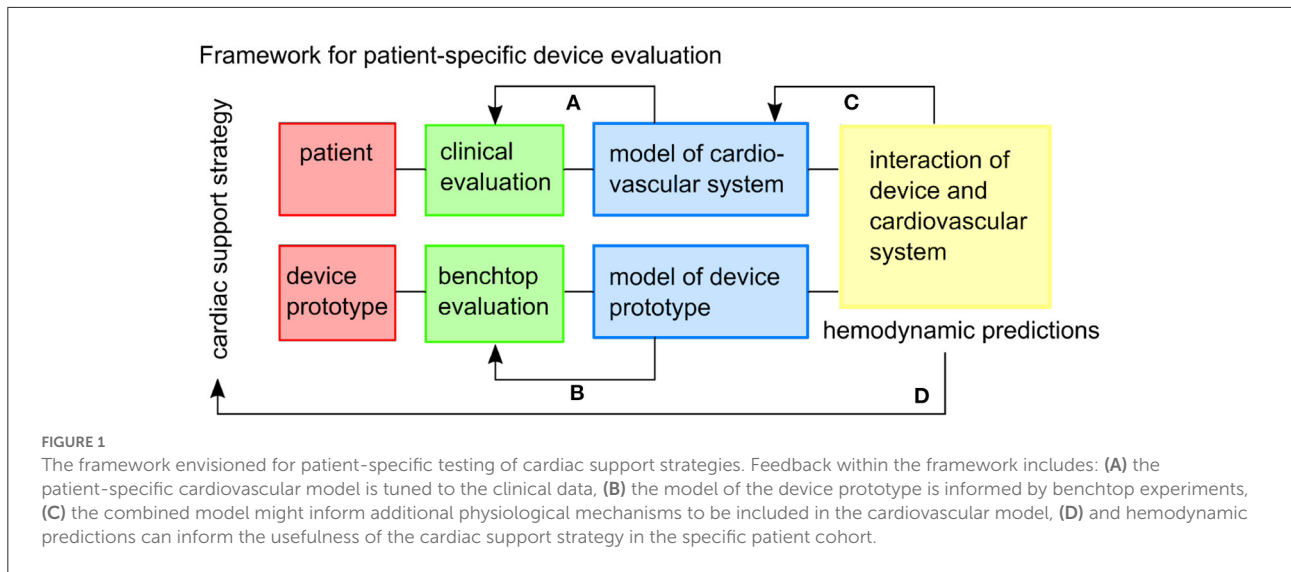 Framework for patient-specific device evaluation
cardiac support strategy
A
C
patient
clinical
evaluation
model of cardio-
vascular system
interaction of
device and
cardiovascular
system
device
prototype
benchtop
evaluation
model of device
prototype
hemodynamic predictions
B
D
FIGURE 1
The framework envisioned for patient-specific testing of cardiac support strategies. Feedback within the framework includes: (A) the
patient-specific cardiovascular model is tuned to the clinical data, (B) the model of the device prototype is informed by benchtop experiments,
(C) the combined model might inform additional physiological mechanisms to be included in the cardiovascular model, (D) and hemodynamic
predictions can inform the usefulness of the cardiac support strategy in the specific patient cohort.